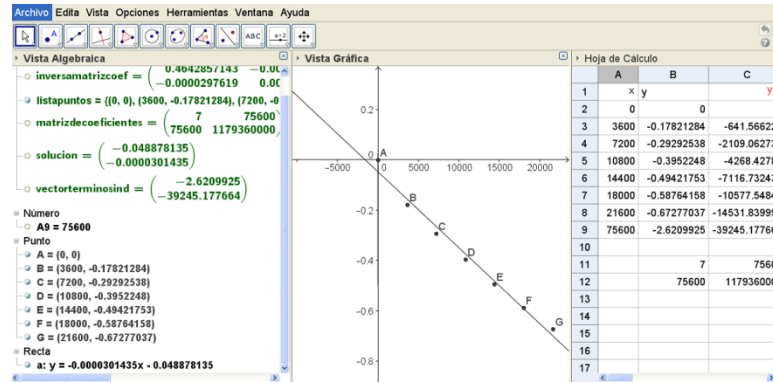 Archivo Edita Vista Opciones Herramientas Ventana Ayuda
ABC
a=2
Vista Algebraica
inversamatrizcoef = ( 0.4642857143 -0.00
-0.0000297619 0.00
listapuntos = {(0, 0), (3600, -0.17821284), (7200, -0
matrizdecoeficientes = ( 7 75600
75600 1179360000
solucion = ( -0.048878135
-0.0000301435 )
vectorterminosind = ( -2.6209925
-39245.177664 )
Número
A9 = 75600
Punto
A = (0, 0)
B = (3600, -0.17821284)
C = (7200, -0.29292538)
D = (10800, -0.3952248)
E = (14400, -0.49421753)
F = (18000, -0.58764158)
G = (21600, -0.67277037)
Recta
a: y = -0.0000301435x - 0.048878135
Vista Gráfica
0.2
0
-5000 0 5000 10000 15000 20000
-0.2
-0.4
-0.6
-0.8
A
B
C
D
E
F
G
Hoja de Cálculo
A B C
1 x y y
2 0 0
3 3600 -0.17821284 -641.56622
4 7200 -0.29292538 -2109.06273
5 10800 -0.3952248 -4268.4278
6 14400 -0.49421753 -7116.73243
7 18000 -0.58764158 -10577.5484
8 21600 -0.67277037 -14531.83999
9 75600 -2.6209925 -39245.17766
10
11 7 7560
12 75600 117936000
13
14
15
16
17